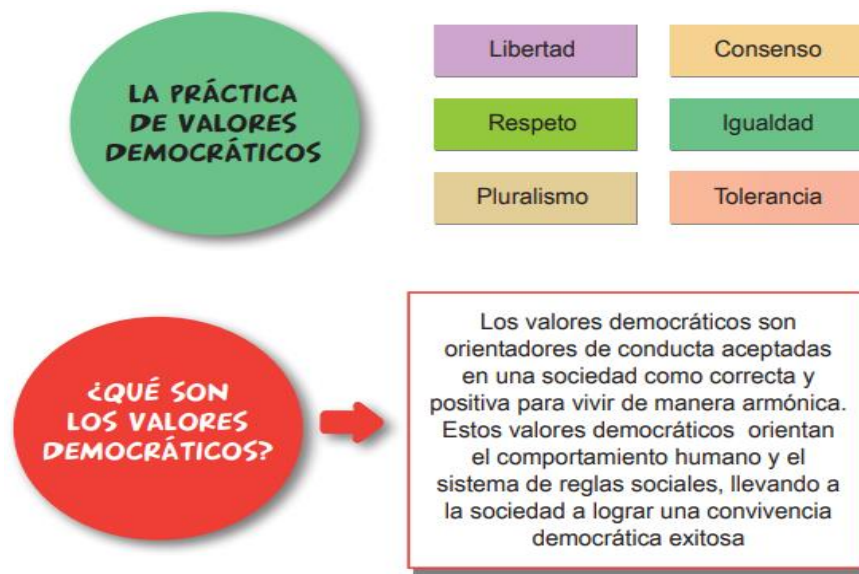 LA PRÁCTICA
DE VALORES
DEMOCRÁTICOS
Libertad
Consenso
Respeto
Igualdad
Pluralismo
Tolerancia
¿QUÉ SON
LOS VALORES
DEMOCRÁTICOS?
Los valores democráticos son
orientadores de conducta aceptadas
en una sociedad como correcta y
positiva para vivir de manera armónica.
Estos valores democráticos orientan
el comportamiento humano y el
sistema de reglas sociales, llevando a
la sociedad a lograr una convivencia
democrática exitosa